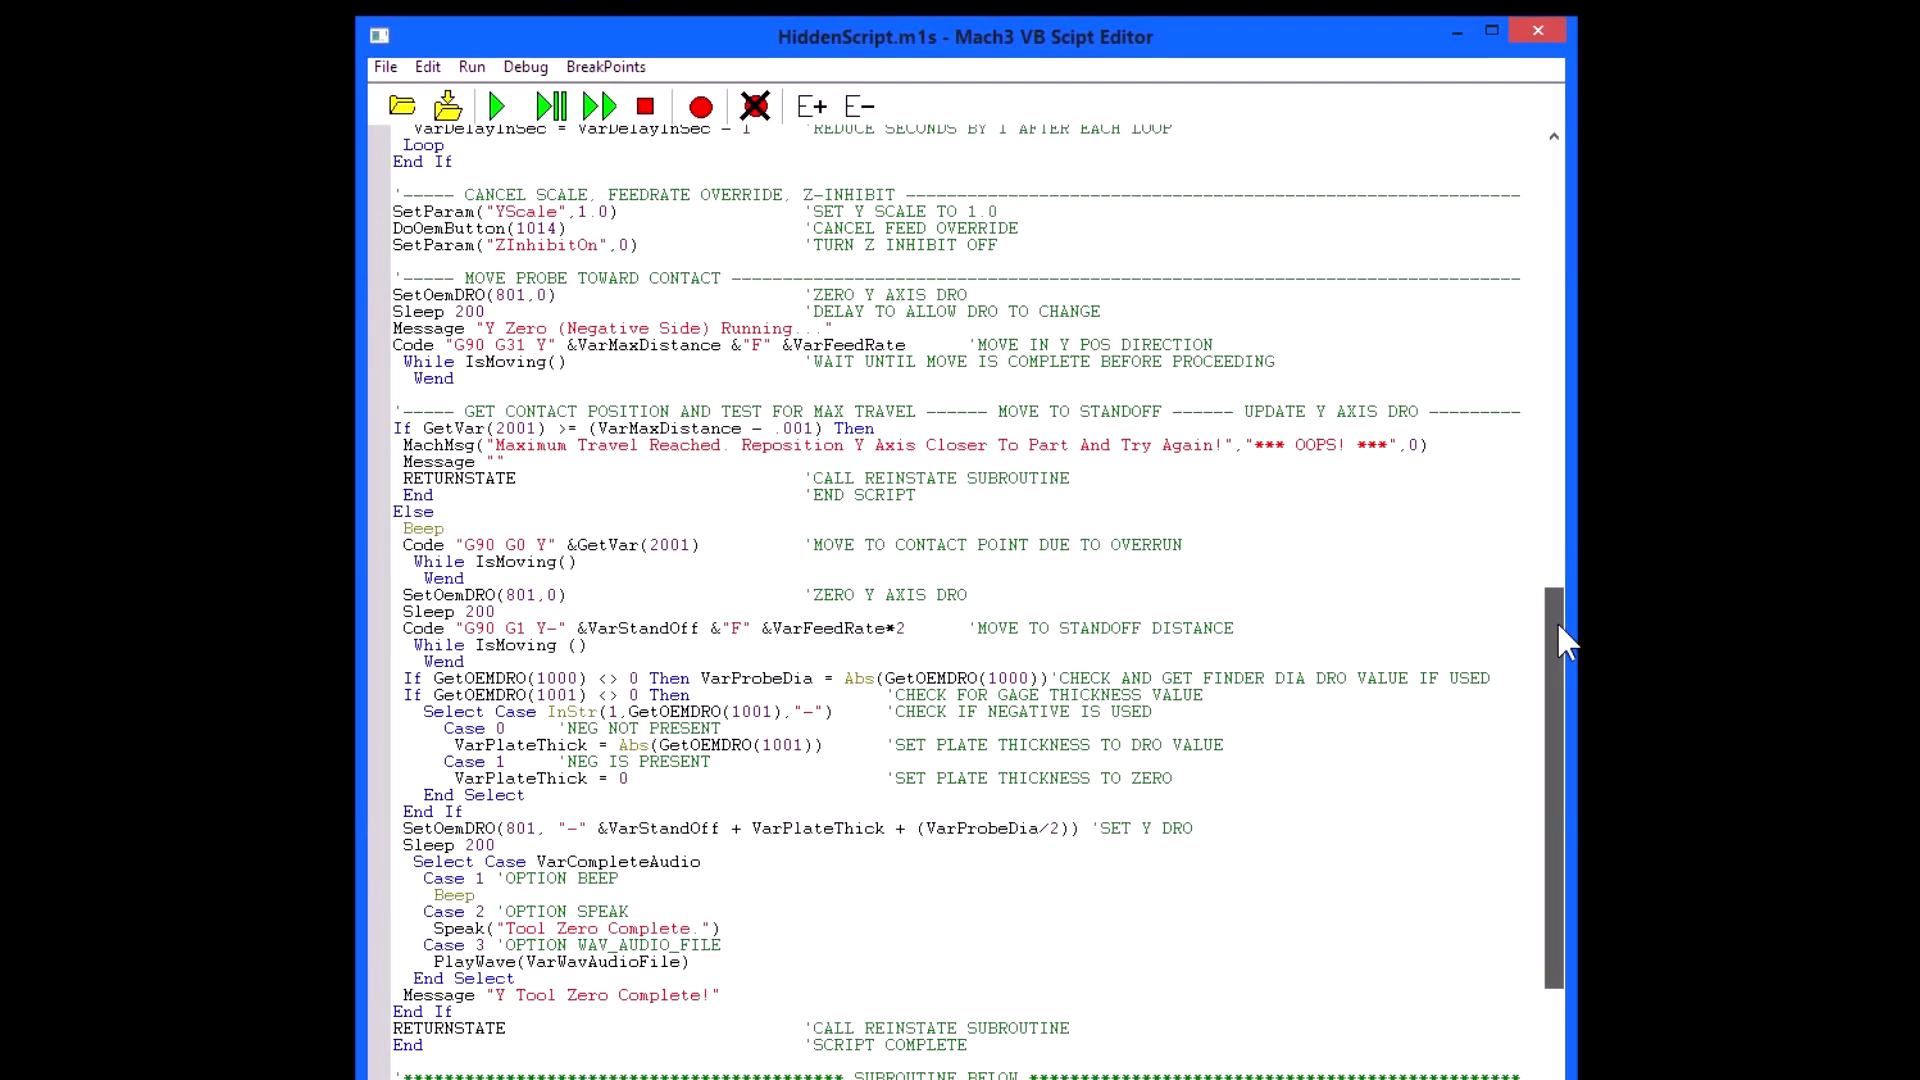 HiddenScript.m1s - Mach3 VB Scipt Editor
File Edit Run Debug BreakPoints
E+ E-
VarDelayInSec = VarDelayInSec - 1 'REDUCE SECONDS BY 1 AFTER EACH LOOP
Loop
End If
'----- CANCEL SCALE, FEEDRATE OVERRIDE, Z-INHIBIT ------------------------------------------------------------
SetParam("YScale",1.0) 'SET Y SCALE TO 1.0
DoOemButton(1014) 'CANCEL FEED OVERRIDE
SetParam("ZInhibitOn",0) 'TURN Z INHIBIT OFF
'----- MOVE PROBE TOWARD CONTACT -----------------------------------------------------------------------------
SetOemDRO(801,0) 'ZERO Y AXIS DRO
Sleep 200 'DELAY TO ALLOW DRO TO CHANGE
Message "Y Zero (Negative Side) Running..."
Code "G90 G31 Y" &VarMaxDistance &"F" &VarFeedRate 'MOVE IN Y POS DIRECTION
While IsMoving() 'WAIT UNTIL MOVE IS COMPLETE BEFORE PROCEEDING
Wend
'----- GET CONTACT POSITION AND TEST FOR MAX TRAVEL ------ MOVE TO STANDOFF ------ UPDATE Y AXIS DRO ---------
If GetVar(2001) >= (VarMaxDistance - .001) Then
MachMsg("Maximum Travel Reached. Reposition Y Axis Closer To Part And Try Again!","*** OOPS! ***",0)
Message ""
RETURNSTATE 'CALL REINSTATE SUBROUTINE
End 'END SCRIPT
Else
Beep
Code "G90 G0 Y" &GetVar(2001) 'MOVE TO CONTACT POINT DUE TO OVERRUN
While IsMoving()
Wend
SetOemDRO(801,0) 'ZERO Y AXIS DRO
Sleep 200
Code "G90 G1 Y-" &VarStandOff &"F" &VarFeedRate*2 'MOVE TO STANDOFF DISTANCE
While IsMoving ()
Wend
If GetOEMDRO(1000) <> 0 Then VarProbeDia = Abs(GetOEMDRO(1000))'CHECK AND GET FINDER DIA DRO VALUE IF USED
If GetOEMDRO(1001) <> 0 Then 'CHECK FOR GAGE THICKNESS VALUE
Select Case InStr(1,GetOEMDRO(1001),"-") 'CHECK IF NEGATIVE IS USED
Case 0 'NEG NOT PRESENT
VarPlateThick = Abs(GetOEMDRO(1001)) 'SET PLATE THICKNESS TO DRO VALUE
Case 1 'NEG IS PRESENT
VarPlateThick = 0 'SET PLATE THICKNESS TO ZERO
End Select
End If
SetOemDRO(801, "-" &VarStandOff + VarPlateThick + (VarProbeDia/2)) 'SET Y DRO
Sleep 200
Select Case VarCompleteAudio
Case 1 'OPTION BEEP
Beep
Case 2 'OPTION SPEAK
Speak("Tool Zero Complete.")
Case 3 'OPTION WAV_AUDIO_FILE
PlayWave(VarWavAudioFile)
End Select
Message "Y Tool Zero Complete!"
End If
RETURNSTATE 'CALL REINSTATE SUBROUTINE
End 'SCRIPT COMPLETE
'******************************************* SUBROUTINE BELOW ************************************************